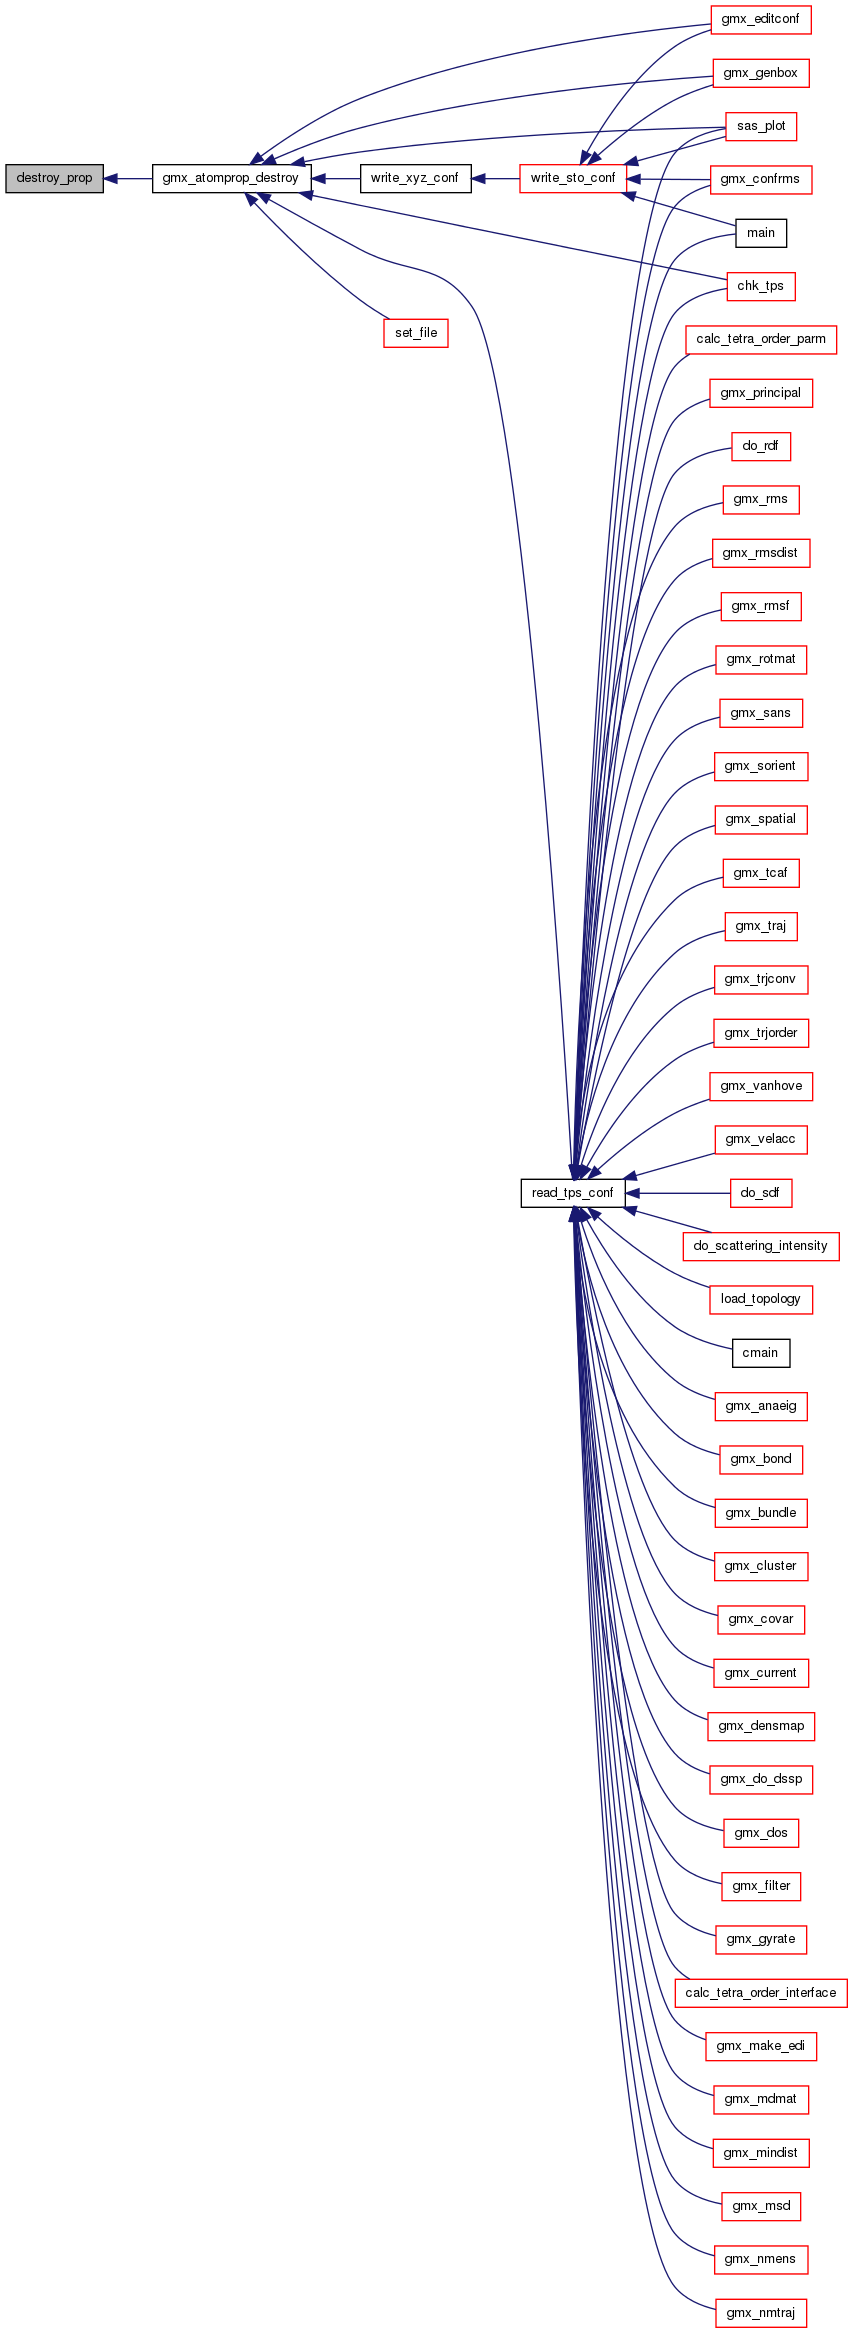 gmx_editconf
gmx_genbox
sas_plot
destroy_prop
gmx_atomprop_destroy
write_xyz_conf
write_sto_conf
gmx_confrms
main
chk_tps
set_file
calc_tetra_order_parm
gmx_principal
do_rdf
gmx_rms
gmx_rmsdist
gmx_rmsf
gmx_rotmat
gmx_sans
gmx_sorient
gmx_spatial
gmx_tcaf
gmx_traj
gmx_trjconv
gmx_trjorder
gmx_vanhove
gmx_velacc
read_tps_conf
do_sdf
do_scattering_intensity
load_topology
cmain
gmx_anaeig
gmx_bond
gmx_bundle
gmx_cluster
gmx_covar
gmx_current
gmx_densmap
gmx_do_dssp
gmx_dos
gmx_filter
gmx_gyrate
calc_tetra_order_interface
gmx_make_edi
gmx_mdmat
gmx_mindist
gmx_msd
gmx_nmens
gmx_nmtraj